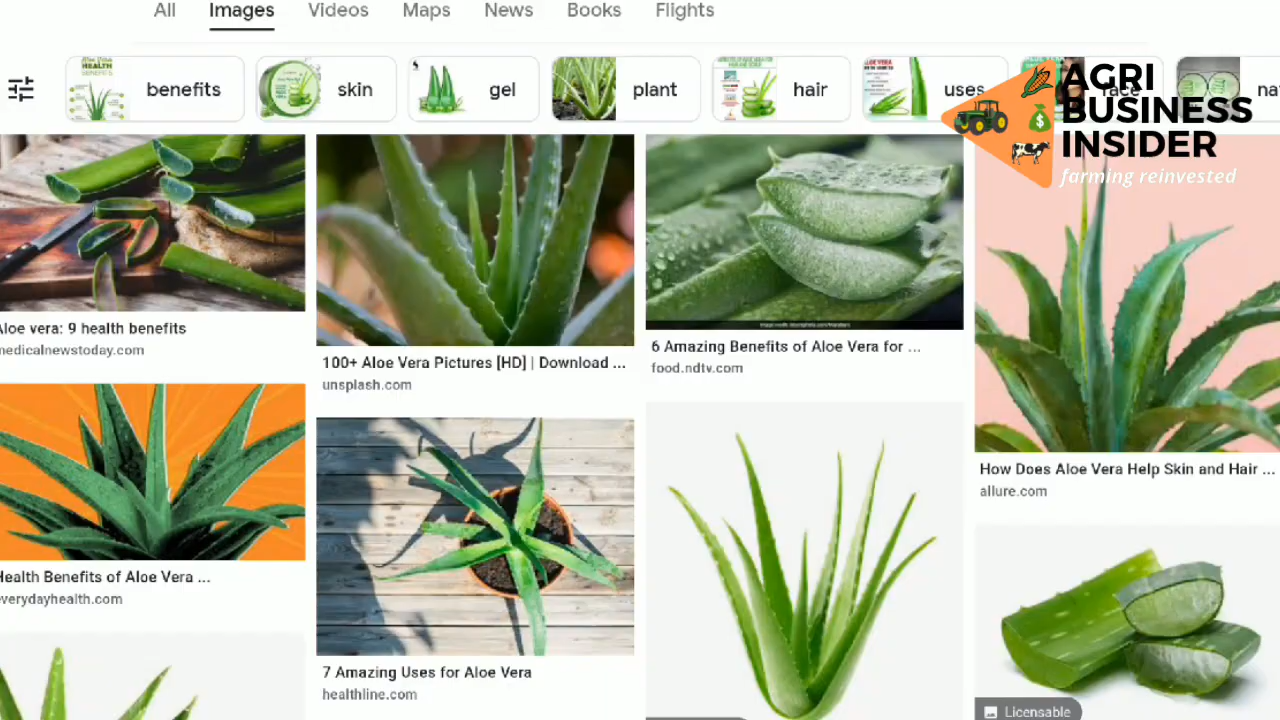 All Images Videos Maps News Books Flights
benefits skin gel plant hair uses
AGRI
BUSINESS
INSIDER
farming reinvested
Aloe vera: 9 health benefits
medicalnewstoday.com
100+ Aloe Vera Pictures [HD] | Download ...
unsplash.com
6 Amazing Benefits of Aloe Vera for ...
food.ndtv.com
How Does Aloe Vera Help Skin and Hair ...
allure.com
Health Benefits of Aloe Vera ...
everydayhealth.com
7 Amazing Uses for Aloe Vera
healthline.com
Licensable